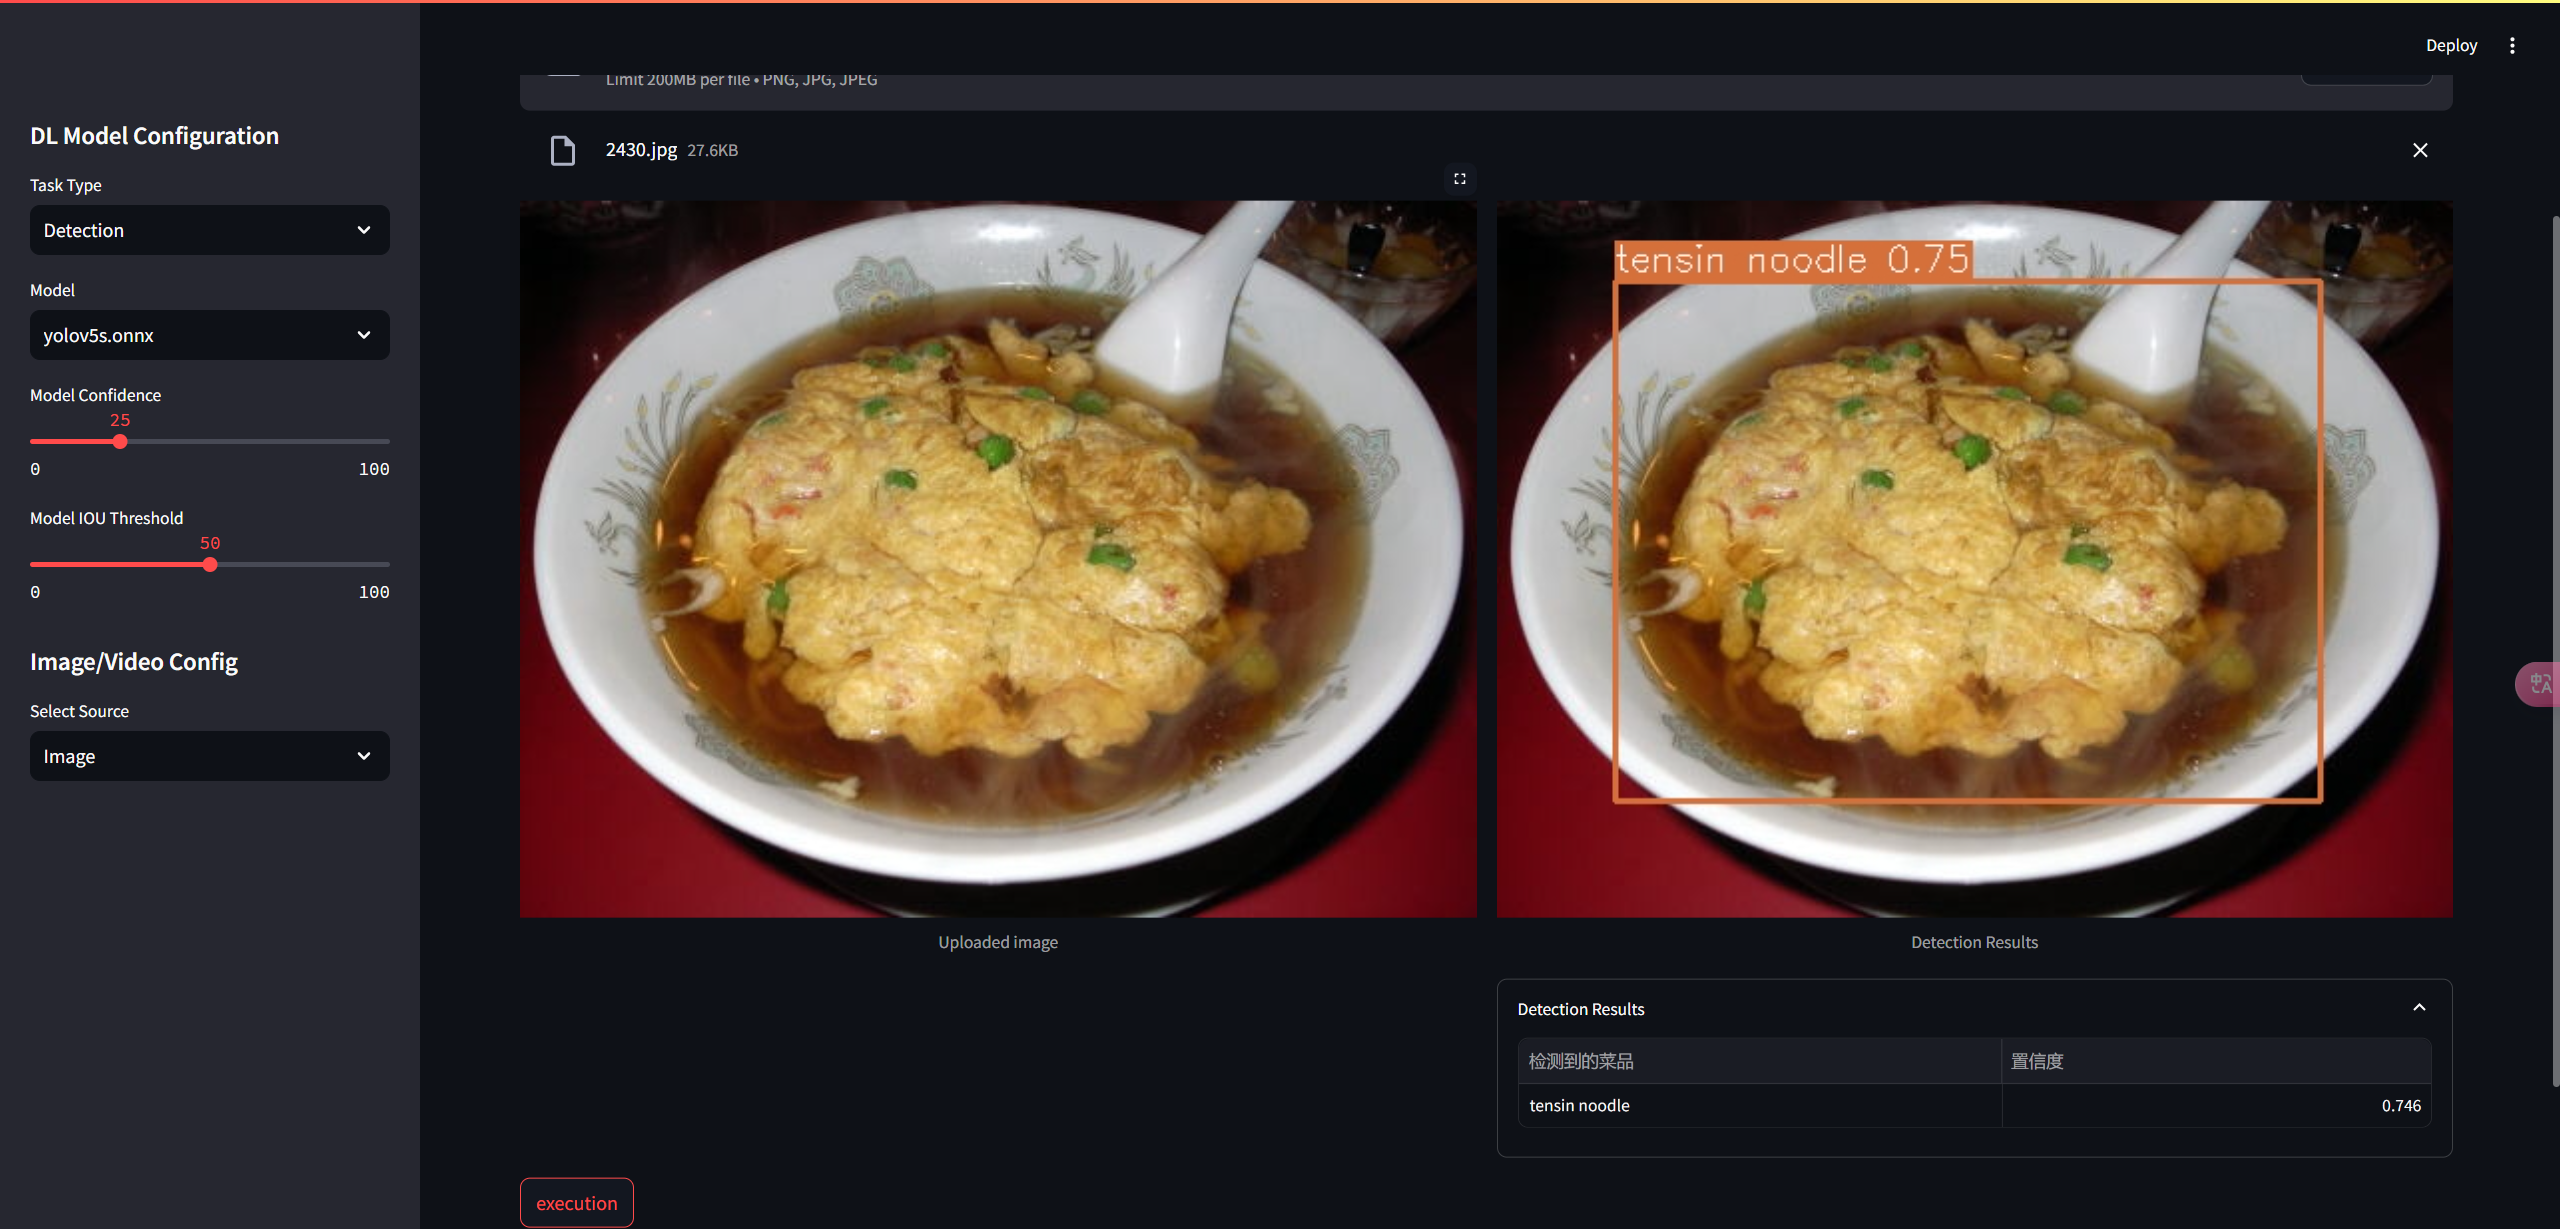 Deploy
DL Model Configuration
Task Type
Detection
Model
yolov5s.onnx
Model Confidence
25
0 100
Model IOU Threshold
50
0 100
Image/Video Config
Select Source
Image
Limit 200MB per file • PNG, JPG, JPEG
2430.jpg 27.6KB
tensin noodle 0.75
Uploaded image
Detection Results
Detection Results
检测到的菜品 置信度
tensin noodle 0.746
execution
中A